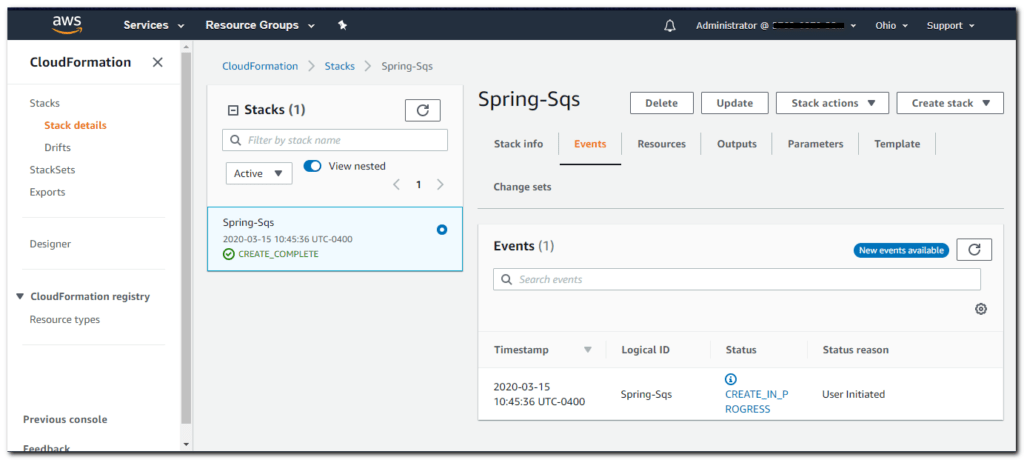 aws Services Resource Groups Administrator @ Ohio Support
CloudFormation
Stacks
Stack details
Drifts
StackSets
Exports
Designer
CloudFormation registry
Resource types
Previous console
Feedback
CloudFormation > Stacks > Spring-Sqs
Stacks (1)
Filter by stack name
Active View nested
< 1 >
Spring-Sqs
2020-03-15 10:45:36 UTC-0400
CREATE_COMPLETE
Spring-Sqs Delete Update Stack actions Create stack
Stack info Events Resources Outputs Parameters Template
Change sets
Events (1) New events available
Search events
Timestamp Logical ID Status Status reason
2020-03-15
10:45:36 UTC-0400 Spring-Sqs CREATE_IN_P User Initiated
ROGRESS